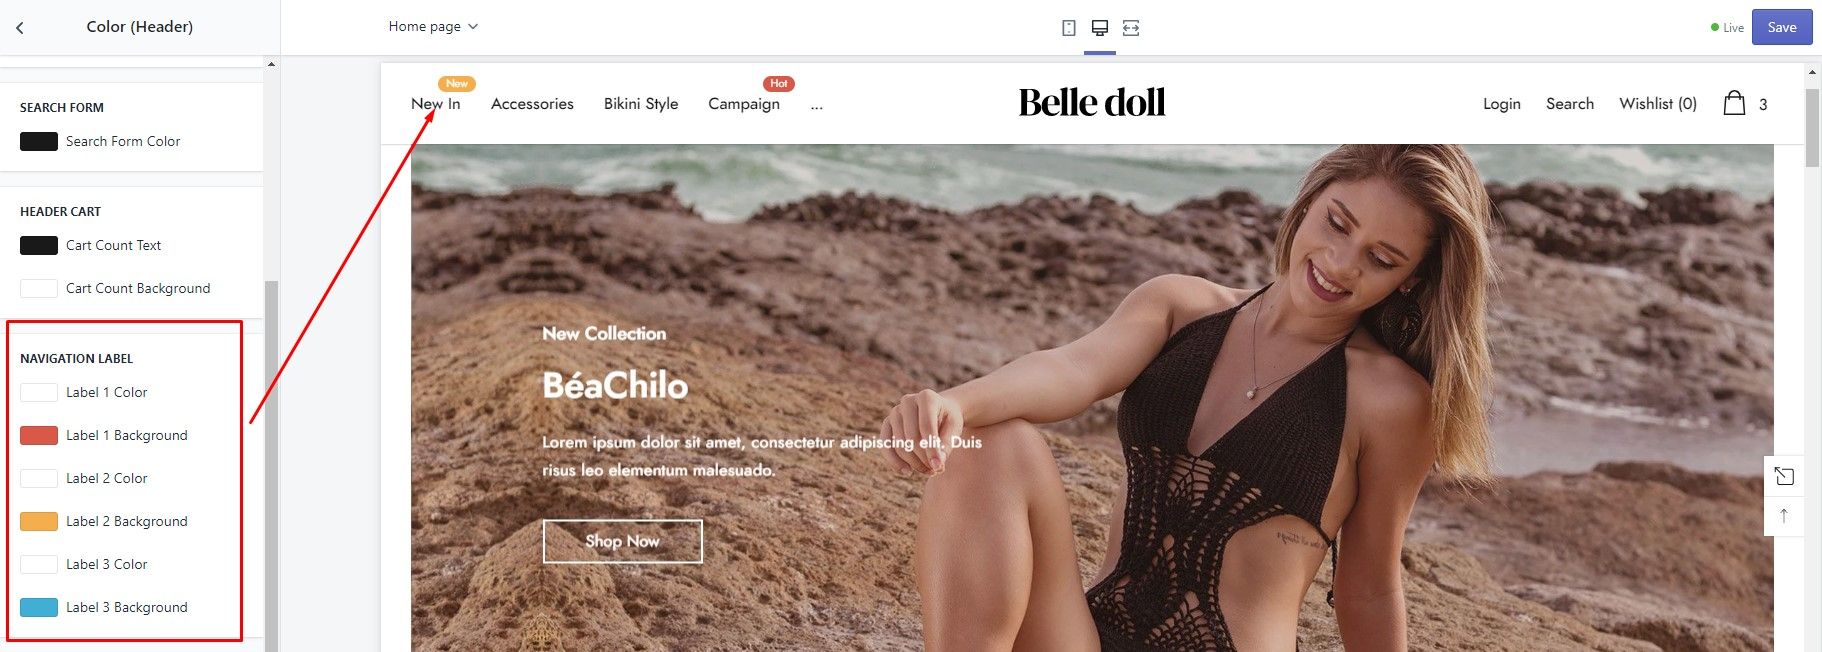 Color (Header)
Home page
Live
Save
SEARCH FORM
Search Form Color
HEADER CART
Cart Count Text
Cart Count Background
NAVIGATION LABEL
Label 1 Color
Label 1 Background
Label 2 Color
Label 2 Background
Label 3 Color
Label 3 Background
New
Hot
New In Accessories Bikini Style Campaign ...
Belle doll
Login Search Wishlist (0) 3
New Collection
BéaChilo
Lorem ipsum dolor sit amet, consectetur adipiscing elit. Duis
risus leo elementum malesuado.
Shop Now